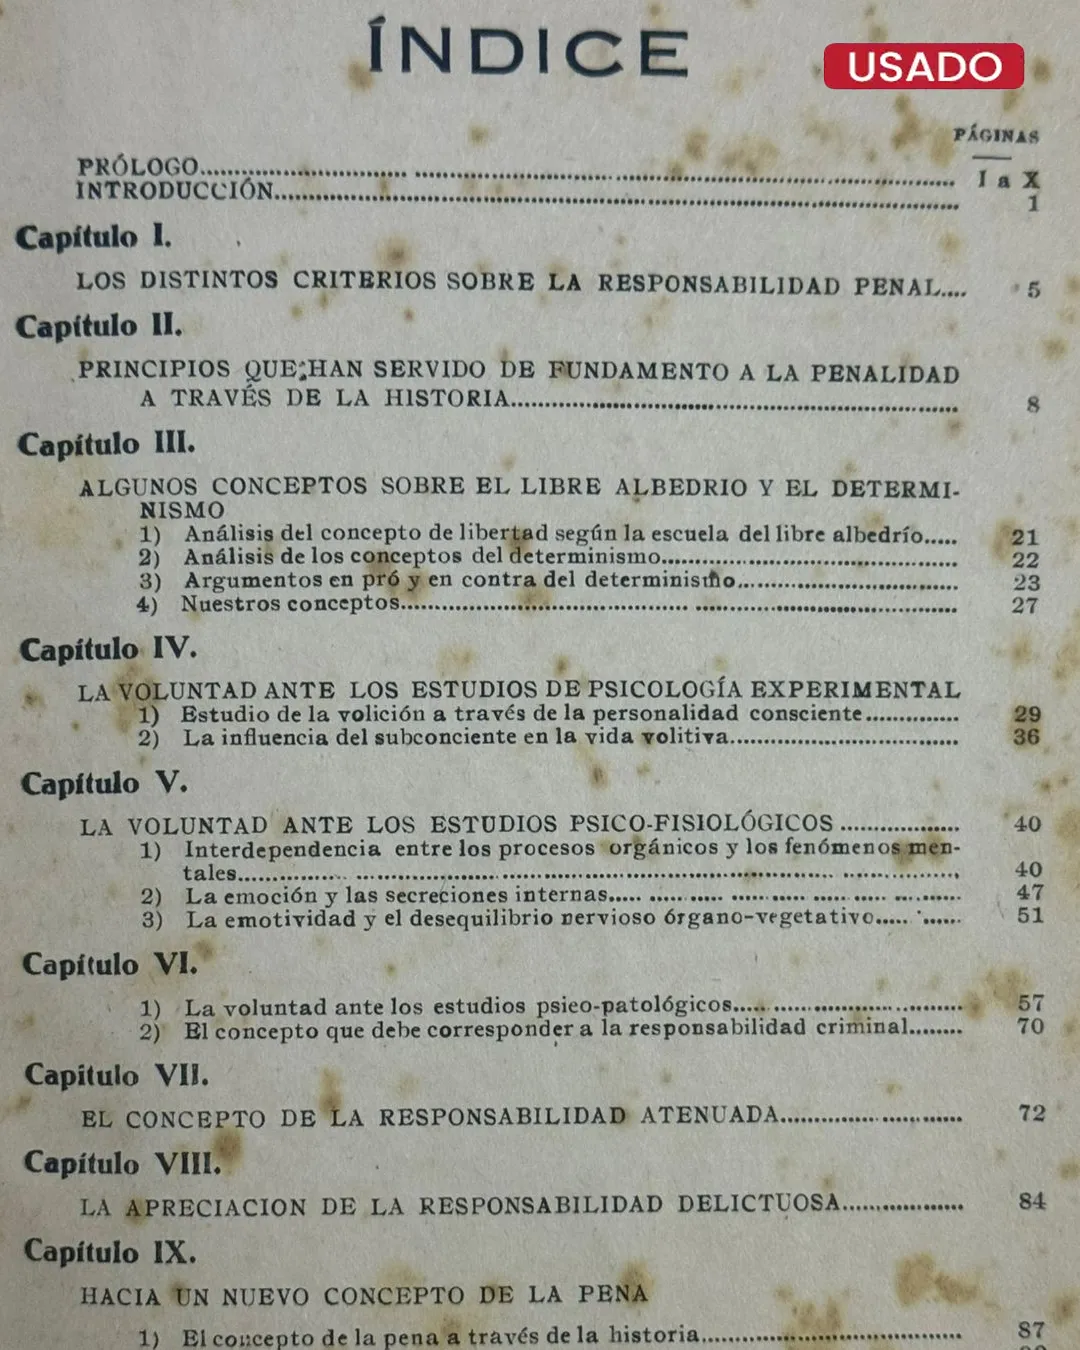 ÍNDICE
USADO
PÁGINAS
PRÓLOGO.................................................................. I a X
INTRODUCCIÓN.................................................................. 1
Capítulo I.
LOS DISTINTOS CRITERIOS SOBRE LA RESPONSABILIDAD PENAL.... 5
Capítulo II.
PRINCIPIOS QUE HAN SERVIDO DE FUNDAMENTO A LA PENALIDAD
A TRAVÉS DE LA HISTORIA.................................................. 8
Capítulo III.
ALGUNOS CONCEPTOS SOBRE EL LIBRE ALBEDRIO Y EL DETERMI-
NISMO
1) Análisis del concepto de libertad según la escuela del libre albedrío..... 21
2) Análisis de los conceptos del determinismo.............................. 22
3) Argumentos en pró y en contra del determinismo...................... 23
4) Nuestros conceptos.................................................. 27
Capítulo IV.
LA VOLUNTAD ANTE LOS ESTUDIOS DE PSICOLOGÍA EXPERIMENTAL
1) Estudio de la volición a través de la personalidad consciente.............. 29
2) La influencia del subconciente en la vida volitiva....................... 36
Capítulo V.
LA VOLUNTAD ANTE LOS ESTUDIOS PSICO-FISIOLÓGICOS .................. 40
1) Interdependencia entre los procesos orgánicos y los fenómenos men-
tales.................................................................. 40
2) La emoción y las secreciones internas..... ...... ..... ...... ..... ..... ......... 47
3) La emotividad y el desequilibrio nervioso órgano-vegetativo..... ...... 51
Capítulo VI.
1) La voluntad ante los estudios psico-patológicos............................ 57
2) El concepto que debe corresponder a la responsabilidad criminal........ 70
Capítulo VII.
EL CONCEPTO DE LA RESPONSABILIDAD ATENUADA........................ 72
Capítulo VIII.
LA APRECIACION DE LA RESPONSABILIDAD DELICTUOSA.................. 84
Capítulo IX.
HACIA UN NUEVO CONCEPTO DE LA PENA
1) El concepto de la pena a través de la historia........................... 87